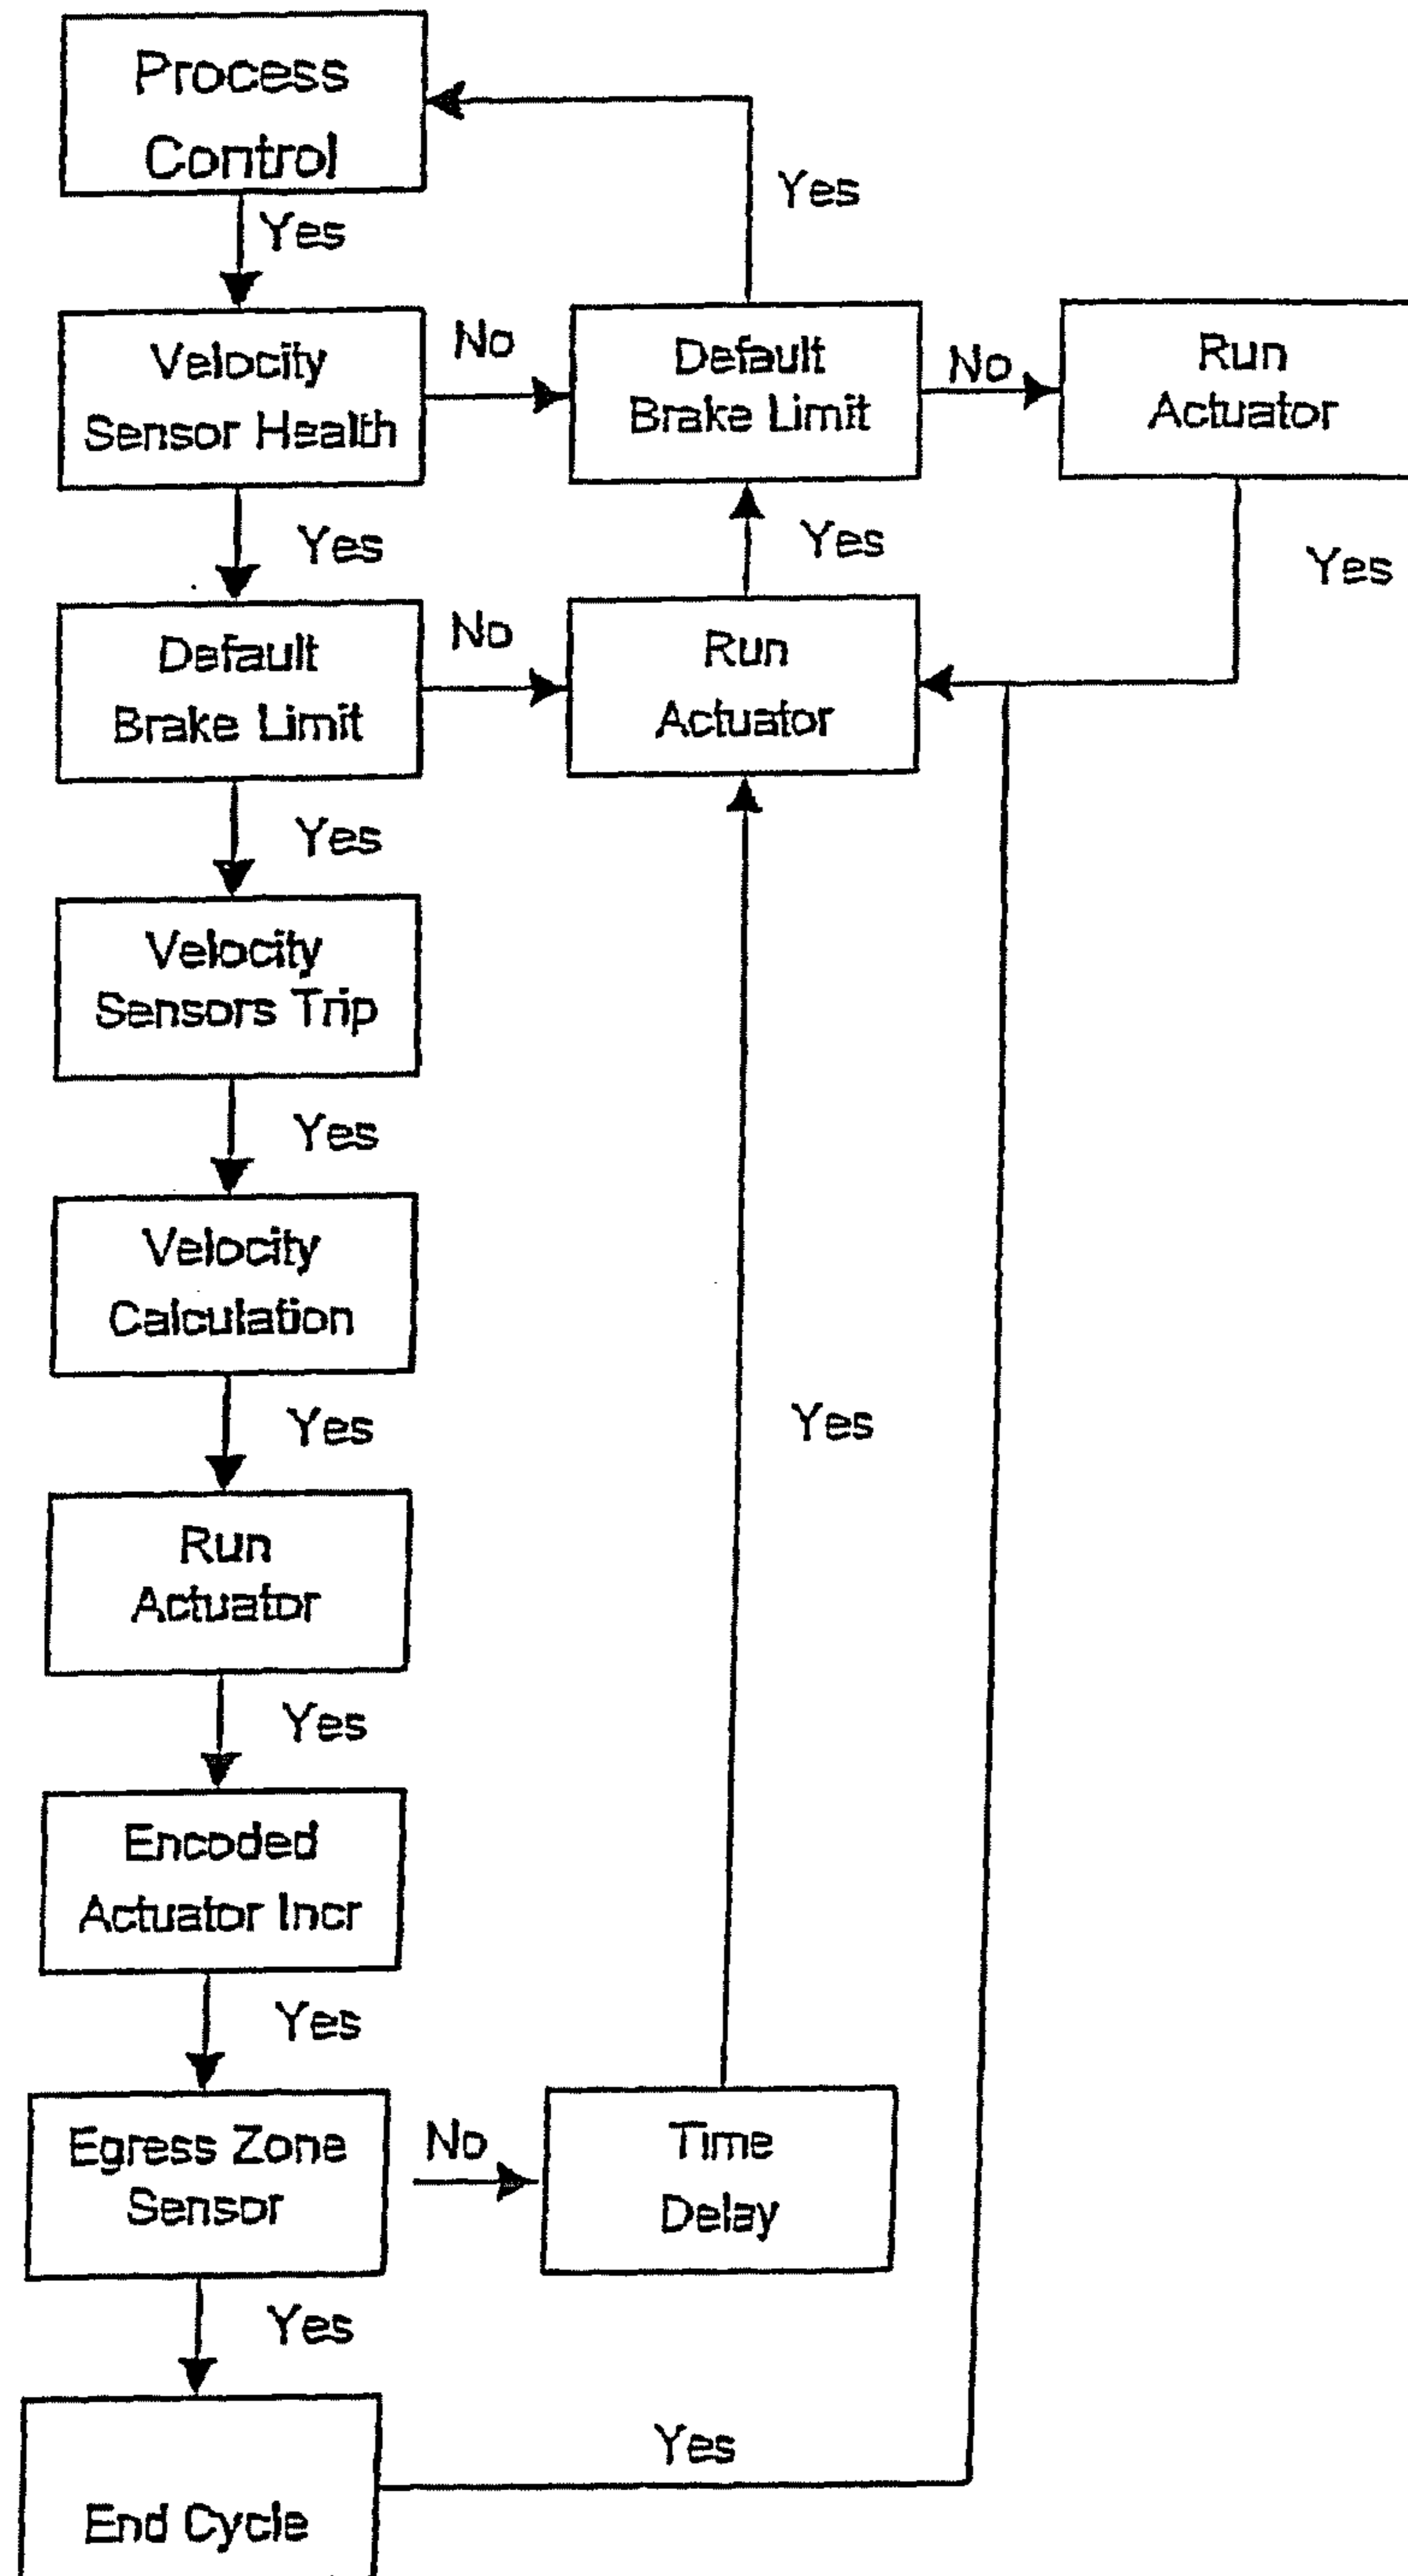 Process
Control
Yes
Yes
Velocity
Sensor Health
No
Default
Brake Limit
No
Run
Actuator
Yes
Yes
Yes
Default
Brake Limit
No
Run
Actuator
Yes
Velocity
Sensors Trip
Yes
Velocity
Calculation
Yes
Yes
Run
Actuator
Yes
Encoded
Actuator Incr
Yes
Egress Zone
Sensor
No
Time
Delay
Yes
Yes
End Cycle